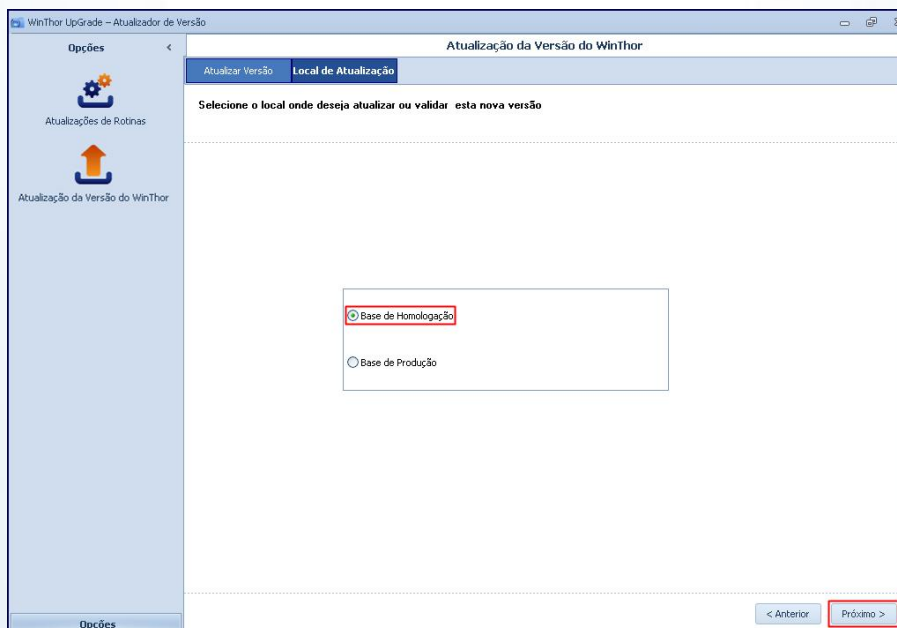 WinThor UpGrade – Atualizador de Versão
Opções
Atualização da Versão do WinThor
Atualizar Versão
Local de Atualização
Atualizações de Rotinas
Selecione o local onde deseja atualizar ou validar esta nova versão
Atualização da Versão do WinThor
Base de Homologação
Base de Produção
< Anterior
Próximo >
Opções